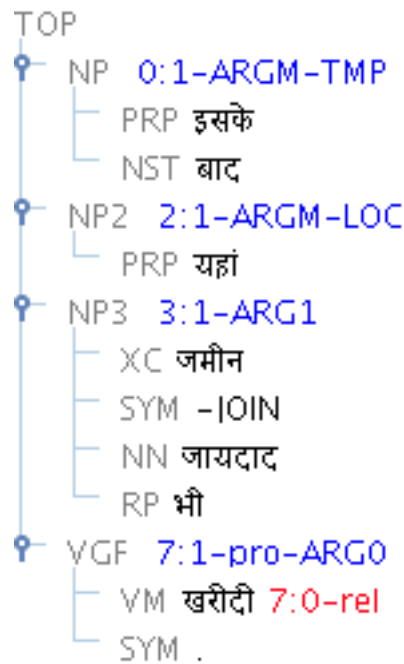 TOP
NP 0:1-ARGM-TMP
PRP इसके
NST बाद
NP2 2:1-ARGM-LOC
PRP यहां
NP3 3:1-ARG1
XC जमीन
SYM -JOIN
NN जायदाद
RP भी
VGF 7:1-pro-ARG0
VM खरीदी 7:0-rel
SYM .